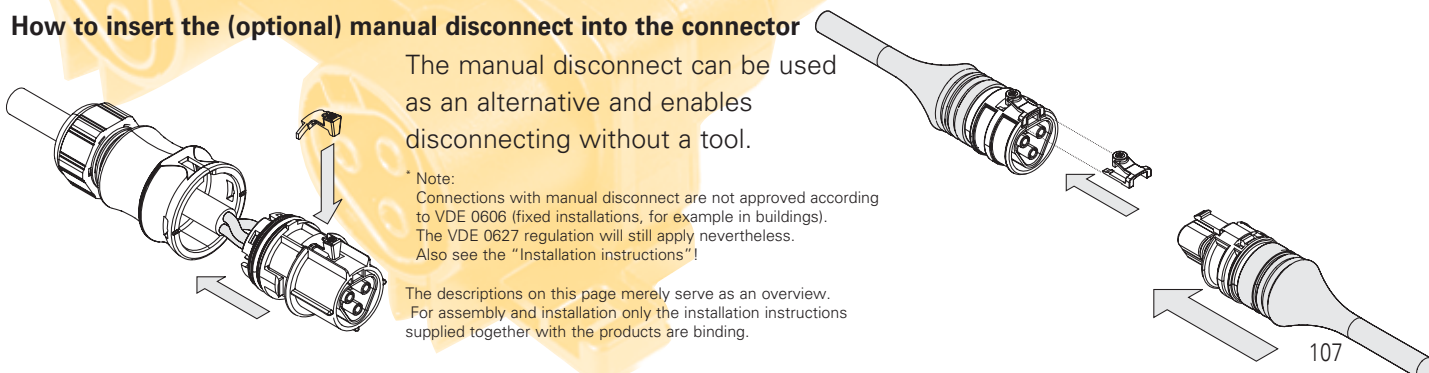 How to insert the (optional) manual disconnect into the connector
The manual disconnect can be used
as an alternative and enables
disconnecting without a tool.
* Note:
Connections with manual disconnect are not approved according
to VDE 0606 (fixed installations, for example in buildings).
The VDE 0627 regulation will still apply nevertheless.
Also see the “Installation instructions”!
The descriptions on this page merely serve as an overview.
For assembly and installation only the installation instructions
supplied together with the products are binding.
107